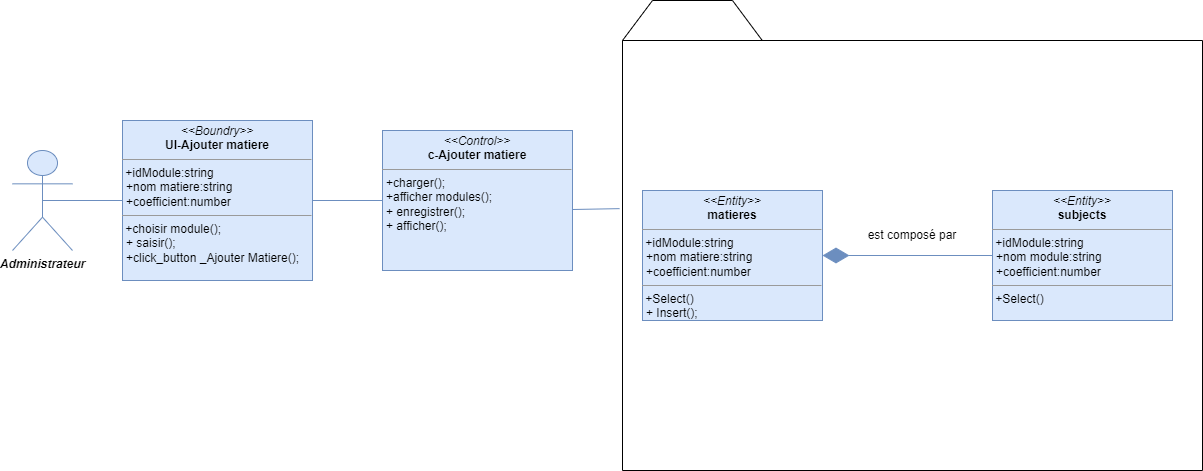 Administrateur
<<Boundry>>
UI-Ajouter matiere
+idModule:string
+nom matiere:string
+coefficient:number
+choisir module();
+ saisir();
+click_button _Ajouter Matiere();
<<Control>>
c-Ajouter matiere
+charger();
+afficher modules();
+ enregistrer();
+ afficher();
<<Entity>>
matieres
+idModule:string
+nom matiere:string
+coefficient:number
+Select()
+ Insert();
est composé par
<<Entity>>
subjects
+idModule:string
+nom module:string
+coefficient:number
+Select()